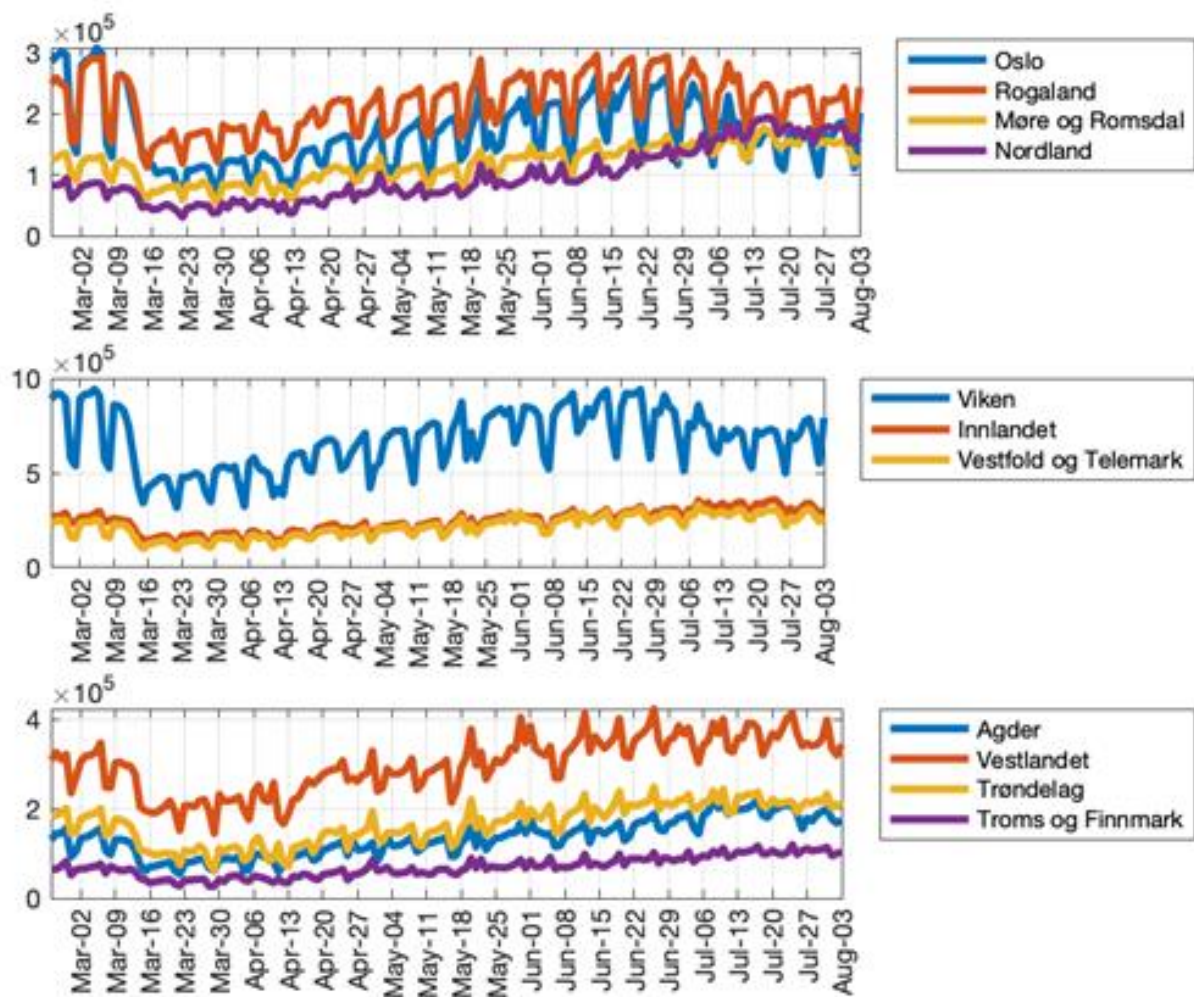 × 10⁵
3
2
1
0
Mar-02
Mar-09
Mar-16
Mar-23
Mar-30
Apr-06
Apr-13
Apr-20
Apr-27
May-04
May-11
May-18
May-25
Jun-01
Jun-08
Jun-15
Jun-22
Jun-29
Jul-06
Jul-13
Jul-20
Jul-27
Aug-03
Oslo
Rogaland
Møre og Romsdal
Nordland
× 10⁵
10
5
0
Mar-02
Mar-09
Mar-16
Mar-23
Mar-30
Apr-06
Apr-13
Apr-20
Apr-27
May-04
May-11
May-18
May-25
Jun-01
Jun-08
Jun-15
Jun-22
Jun-29
Jul-06
Jul-13
Jul-20
Jul-27
Aug-03
Viken
Innlandet
Vestfold og Telemark
× 10⁵
4
2
0
Mar-02
Mar-09
Mar-16
Mar-23
Mar-30
Apr-06
Apr-13
Apr-20
Apr-27
May-04
May-11
May-18
May-25
Jun-01
Jun-08
Jun-15
Jun-22
Jun-29
Jul-06
Jul-13
Jul-20
Jul-27
Aug-03
Agder
Vestlandet
Trøndelag
Troms og Finnmark